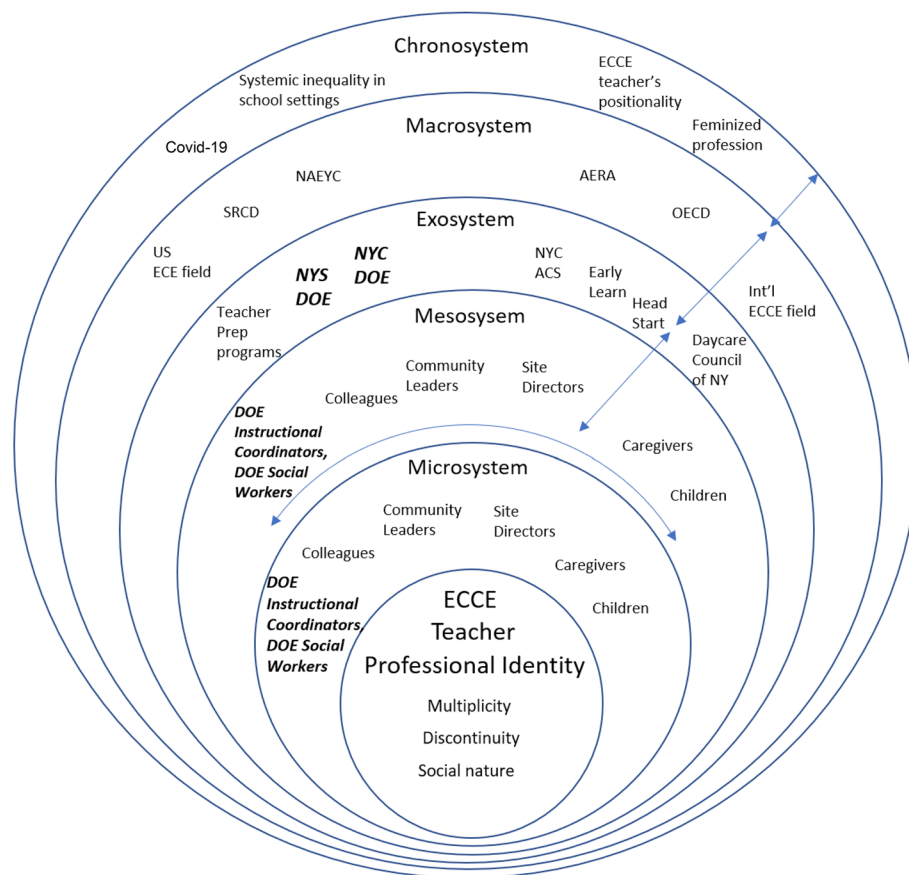 Chronosystem
Systemic inequality in
school settings
ECCE
teacher's
positionality
Feminized
profession
Covid-19
Macrosystem
NAEYC
AERA
SRCD
OECD
US
ECE field
Int'l
ECCE field
Exosystem
NYS
DOE
NYC
DOE
NYC
ACS
Early
Learn
Head
Start
Teacher
Prep
programs
Daycare
Council
of NY
Mesosysem
Community
Leaders
Site
Directors
Colleagues
DOE
Instructional
Coordinators,
DOE Social
Workers
Caregivers
Children
Microsystem
Community
Leaders
Site
Directors
Colleagues
Caregivers
DOE
Instructional
Coordinators,
DOE Social
Workers
Children
ECCE
Teacher
Professional Identity
Multiplicity
Discontinuity
Social nature